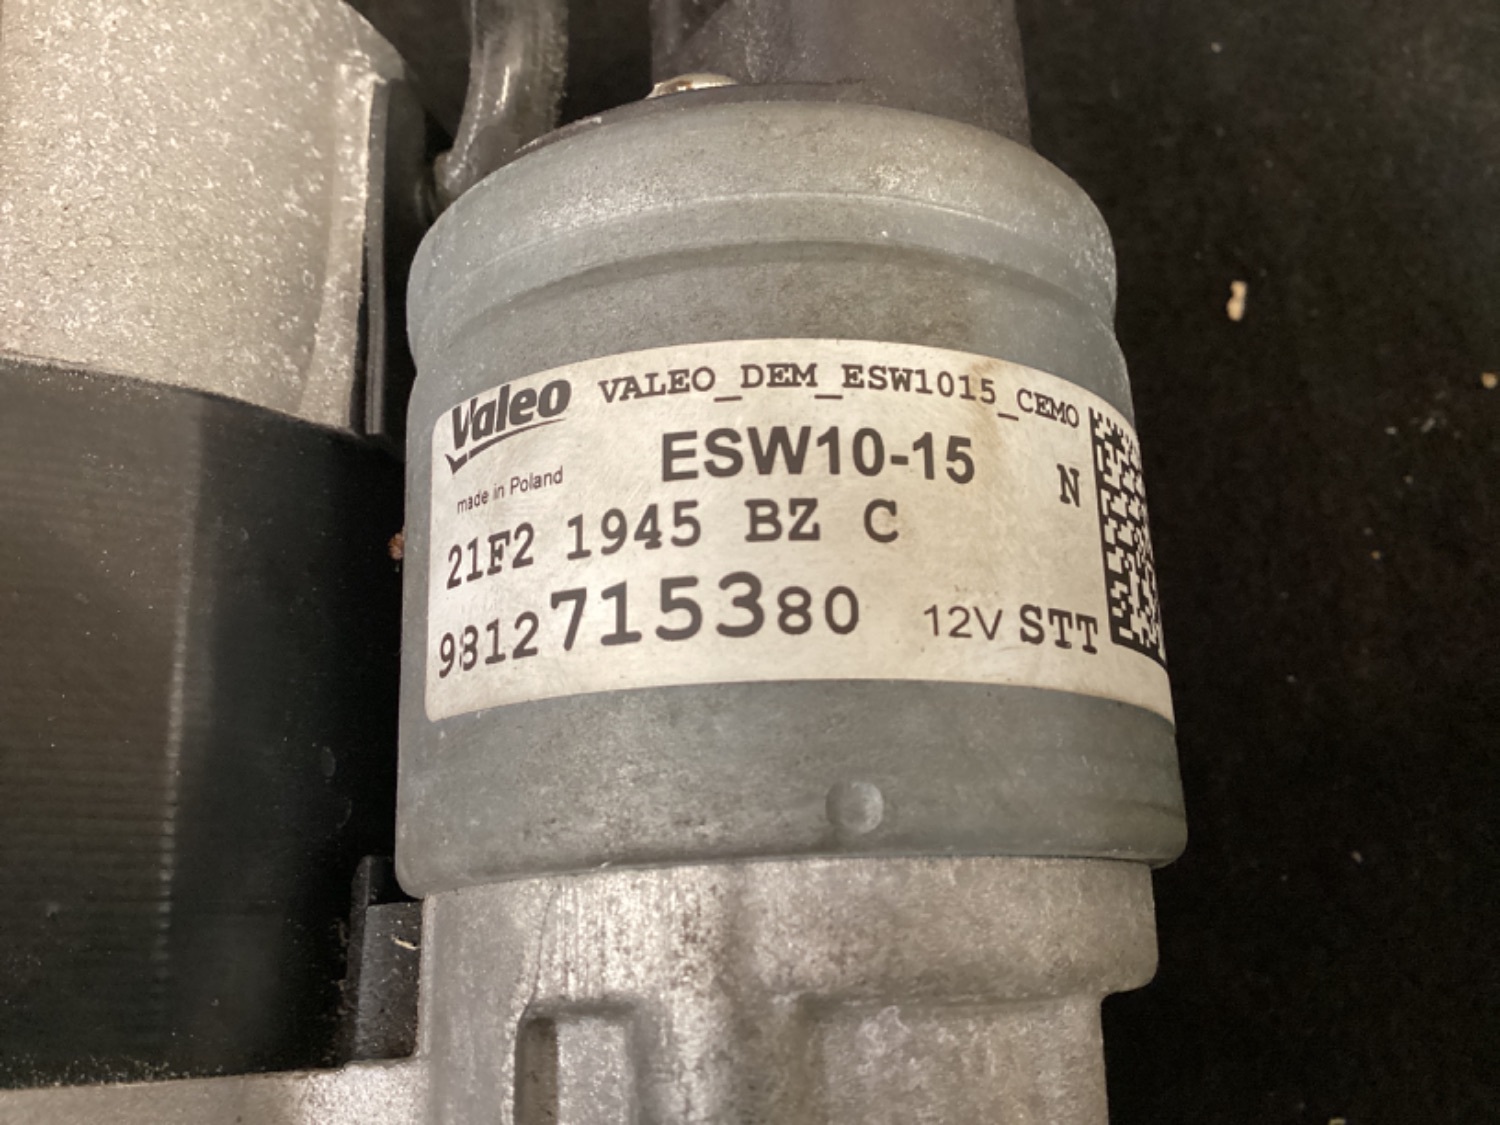 Valeo VALEO_DEM_ESW1015_CEMO
made in Poland ESW10-15 N
21F2 1945 BZ C
9812715380 12V STT